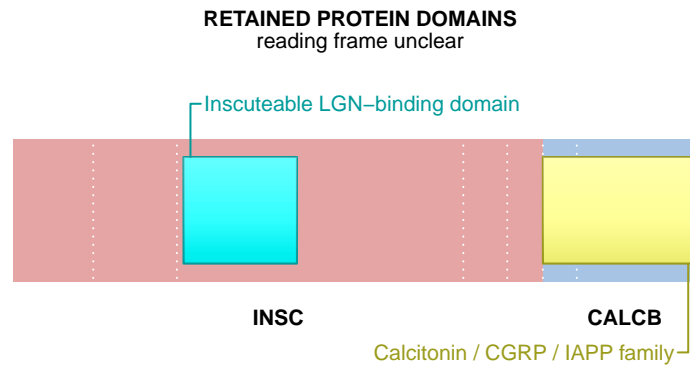 RETAINED PROTEIN DOMAINS
reading frame unclear
Inscuteable LGN−binding domain
INSC
CALCB
Calcitonin / CGRP / IAPP family